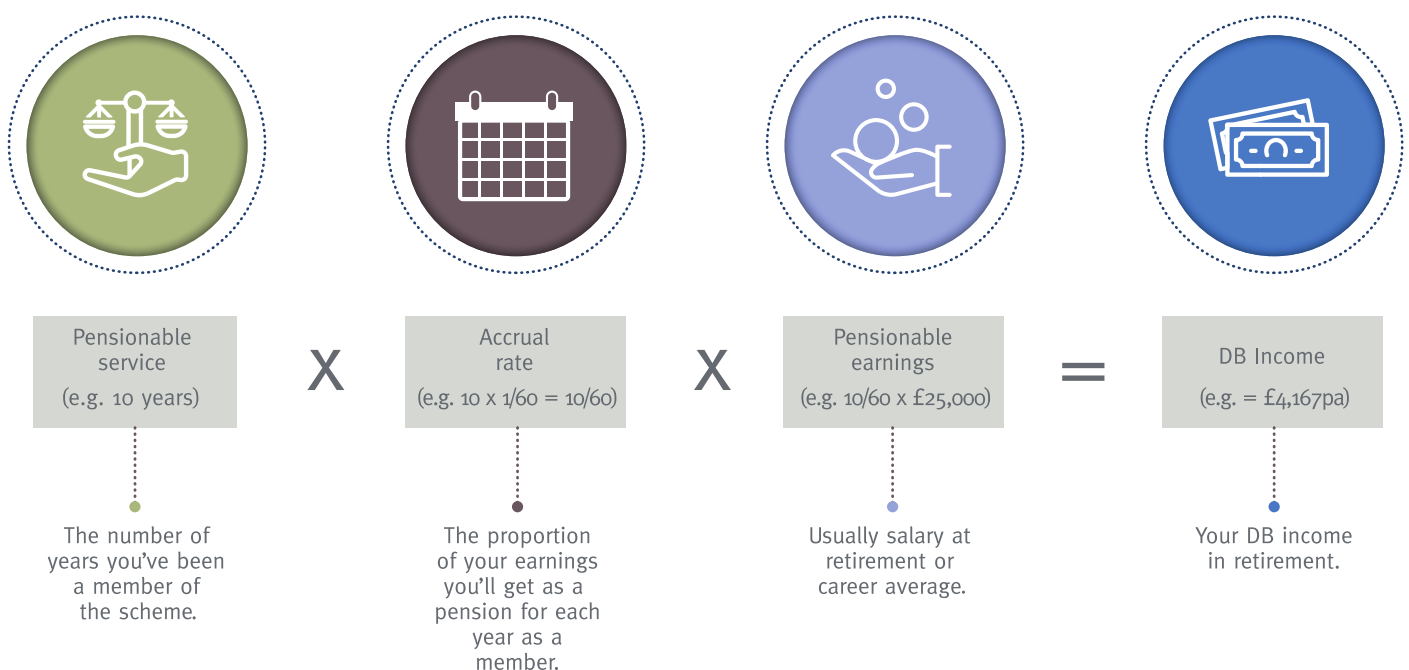 Pensionable
service
(e.g. 10 years)
X
Accrual
rate
(e.g. 10 x 1/60 = 10/60)
X
Pensionable
earnings
(e.g. 10/60 x £25,000)
=
DB Income
(e.g. = £4,167pa)
The number of
years you’ve been
a member of
the scheme.
The proportion
of your earnings
you’ll get as a
pension for each
year as a
member.
Usually salary at
retirement or
career average.
Your DB income
in retirement.